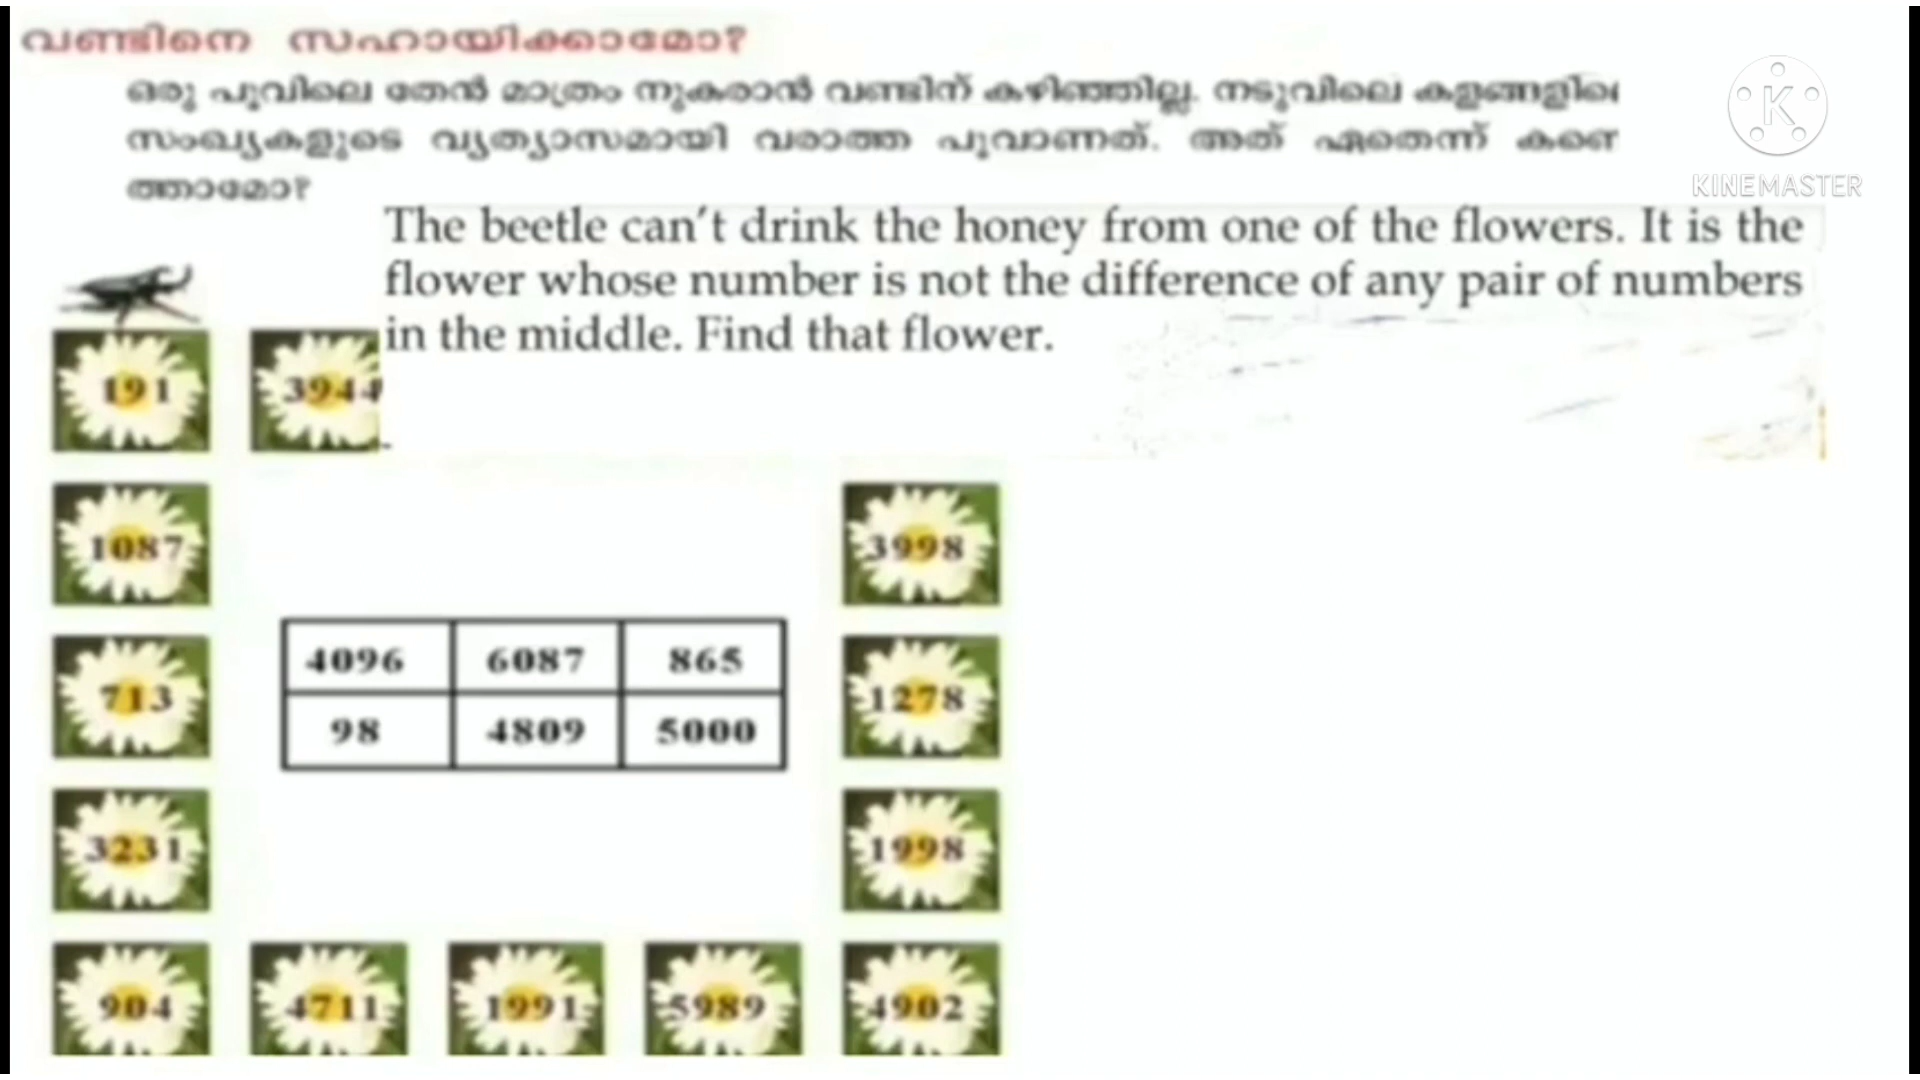 വണ്ടിനെ സഹായിക്കാമോ?
ഒരു പൂവിലെ തേൻ മാത്രം നുകരാൻ വണ്ടിന് കഴിഞ്ഞില്ല. നടുവിലെ കളങ്ങളിലെ
സംഖ്യകളുടെ വ്യത്യാസമായി വരാത്ത പൂവാണത്. അത് ഏതെന്ന് കണ്ടെ
ത്താമോ?
KINEMASTER
The beetle can't drink the honey from one of the flowers. It is the
flower whose number is not the difference of any pair of numbers
in the middle. Find that flower.
191 3944
1087 3998
4096 6087 865
713 1278
98 4809 5000
3231 1998
904 4711 1991 5989 4902